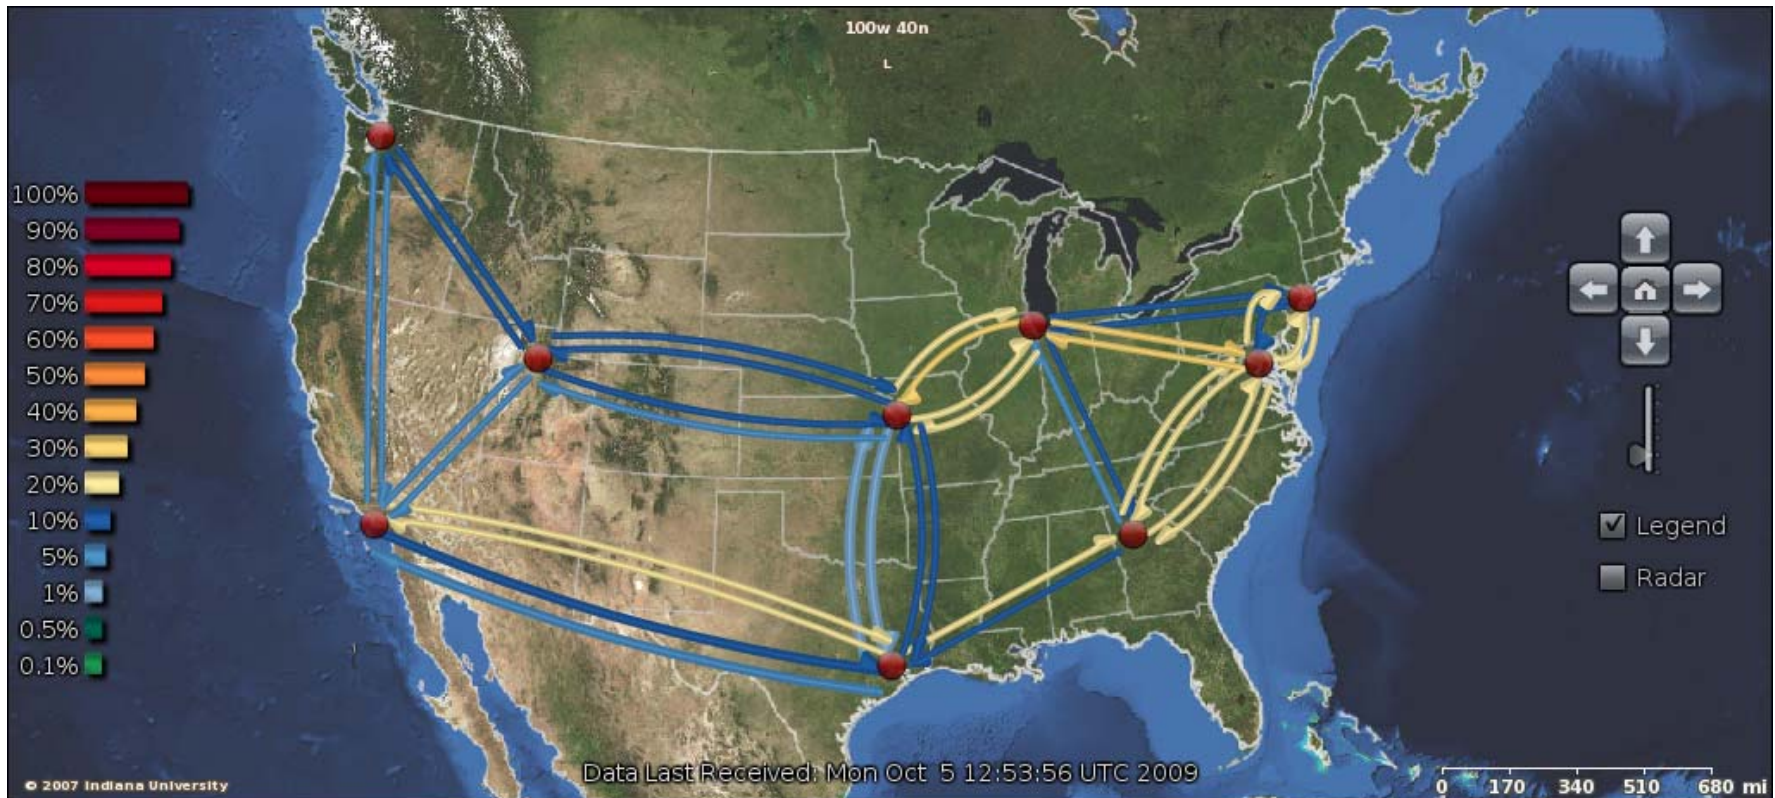 100w 40n
L
100%
90%
80%
70%
60%
50%
40%
30%
20%
10%
5%
1%
0.5%
0.1%
Legend
Radar
Data Last Received: Mon Oct 5 12:53:56 UTC 2009
© 2007 Indiana University
0 170 340 510 680 mi